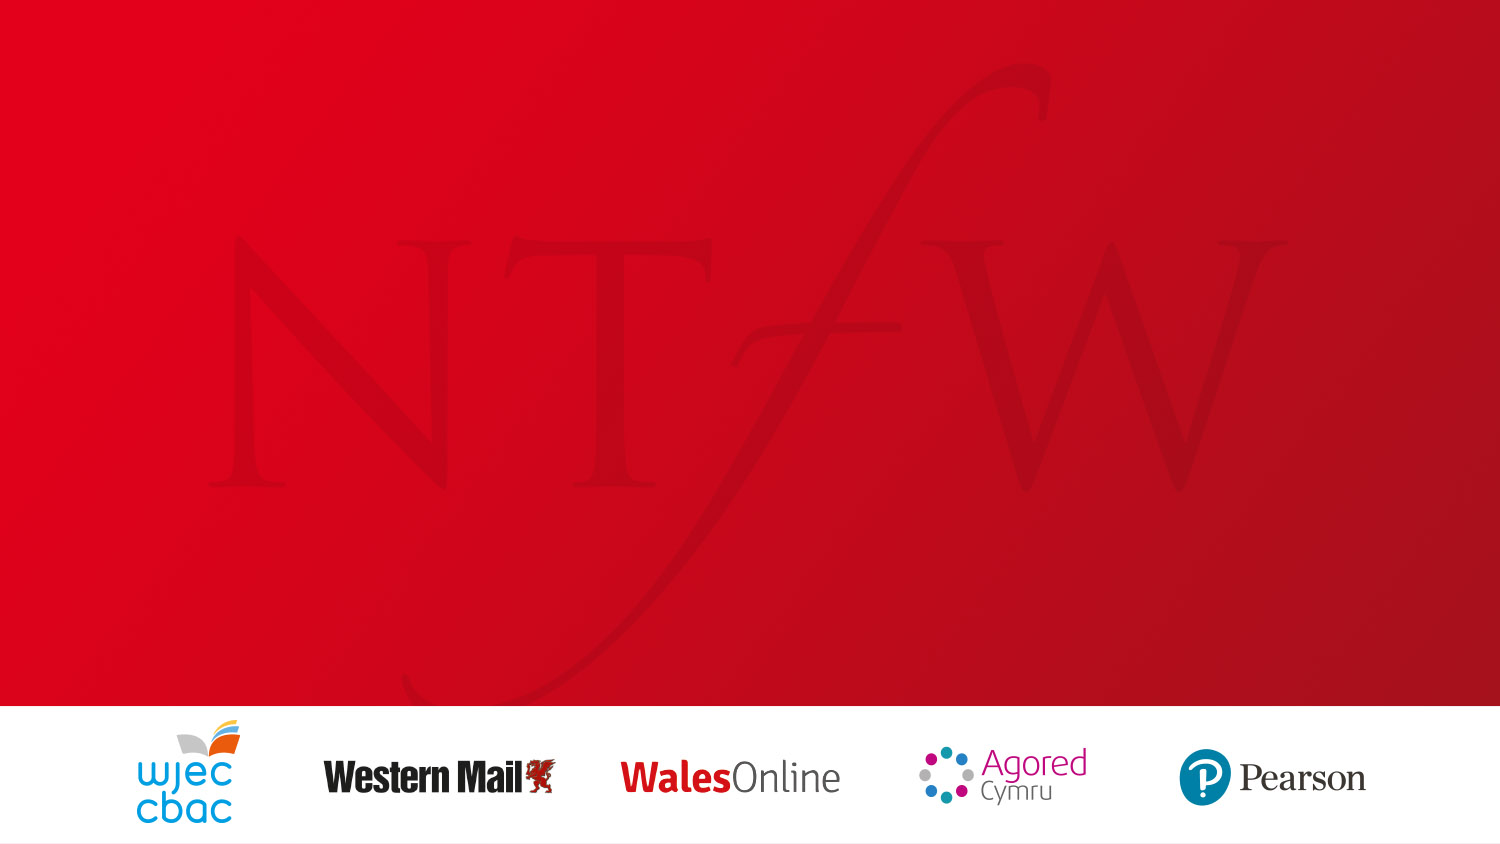 NTfW
wjec
cbac
Western Mail
WalesOnline
Agored
Cymru
Pearson